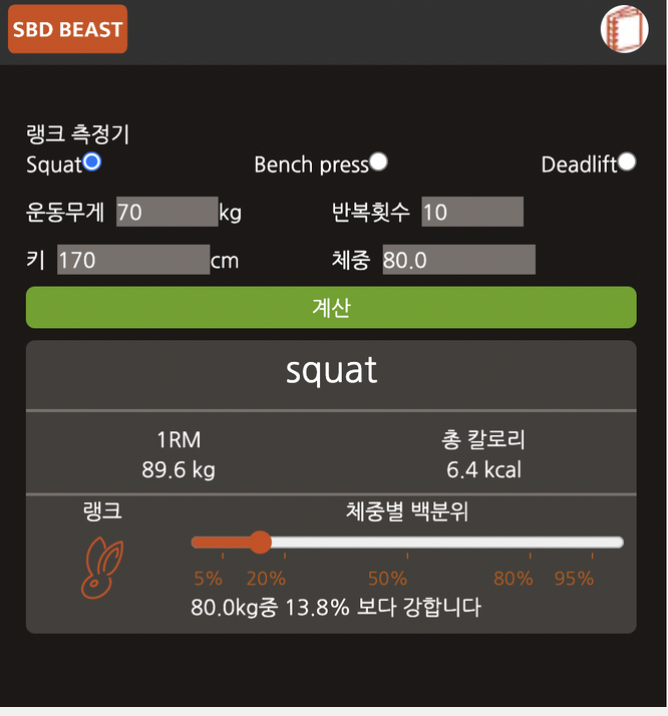 SBD BEAST
랭크 측정기
Squat Bench press Deadlift
운동무게 70 kg 반복횟수 10
키 170 cm 체중 80.0
계산
squat
1RM 총 칼로리
89.6 kg 6.4 kcal
랭크 체중별 백분위
5% 20% 50% 80% 95%
80.0kg중 13.8% 보다 강합니다